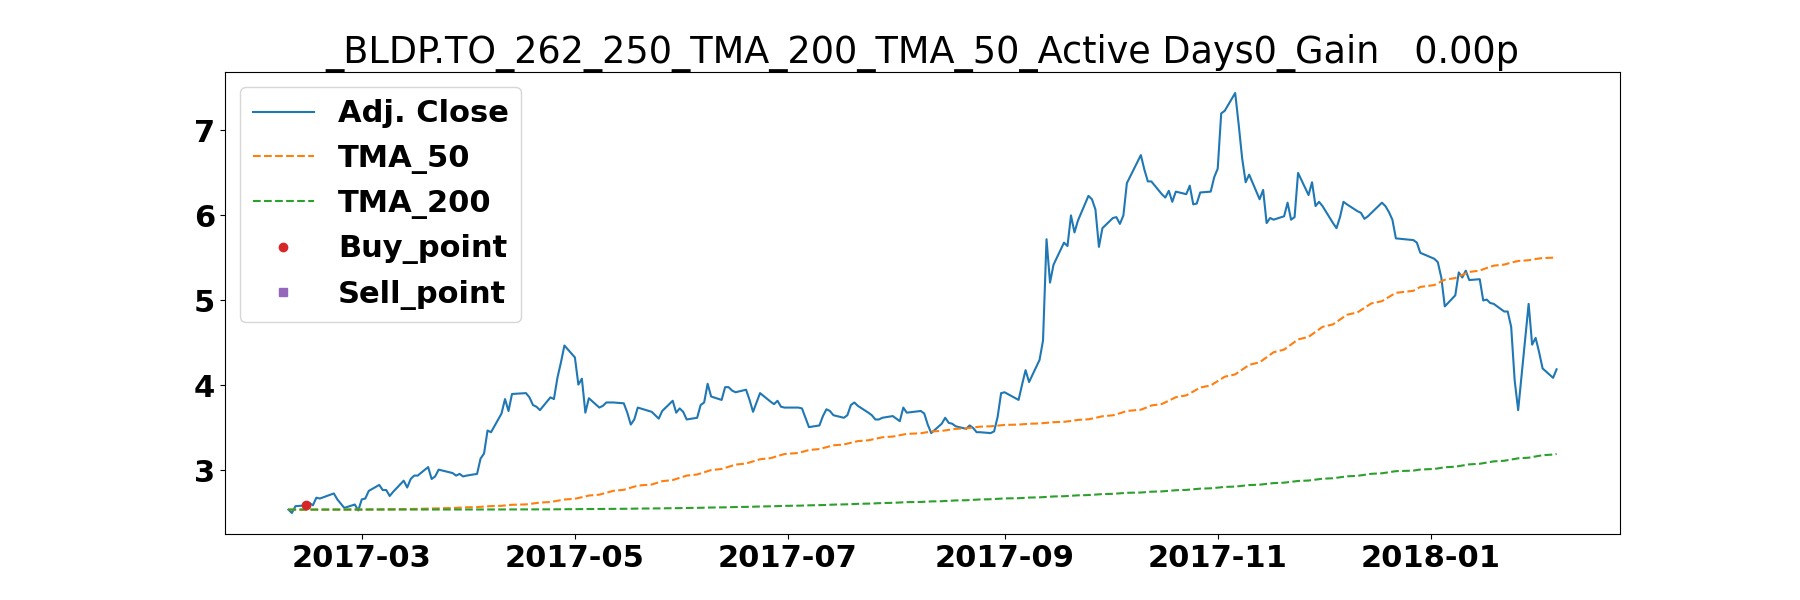 _BLDP.TO_262_250_TMA_200_TMA_50_Active Days0_Gain   0.00p
Adj. Close
TMA_50
TMA_200
Buy_point
Sell_point
7
6
5
4
3
2017-03 2017-05 2017-07 2017-09 2017-11 2018-01